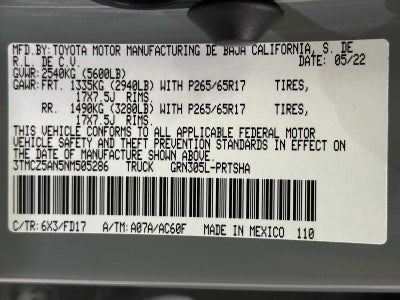 MFD.BY:TOYOTA MOTOR MANUFACTURING DE BAJA CALIFORNIA, S. DE
R.L. DE C.V. DATE: 05/22
GVWR:2540KG (5600LB)
GAWR:FRT. 1335KG (2940LB) WITH P265/65R17 TIRES,
17X7.5J RIMS.
RR. 1490KG (3280LB) WITH P265/65R17 TIRES,
17X7.5J RIMS.
THIS VEHICLE CONFORMS TO ALL APPLICABLE FEDERAL MOTOR
VEHICLE SAFETY AND THEFT PREVENTION STANDARDS IN EFFECT ON
THE DATE OF MANUFACTURE SHOWN ABOVE.
3TMCZ5AN5NM505286 TRUCK GRN305L-PRTSHA
C/TR: 6X3/FD17 A/TM: A07A/AC60F MADE IN MEXICO 110